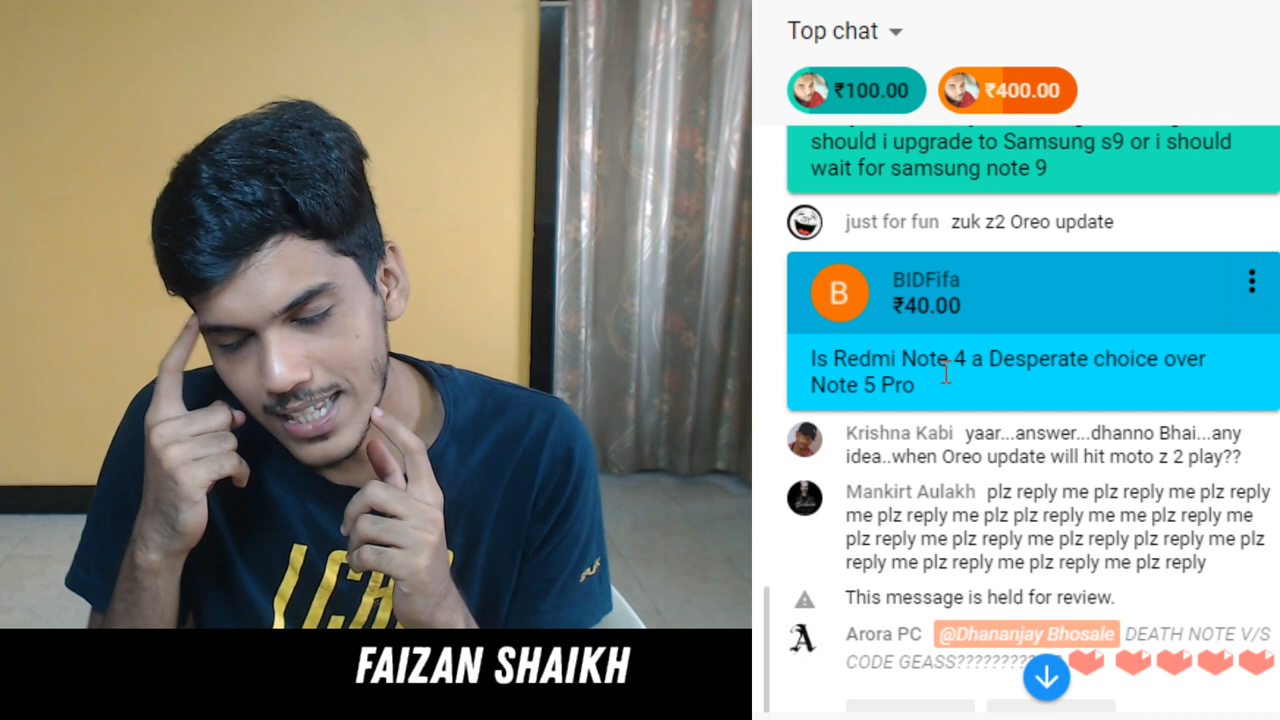 Top chat
₹100.00
₹400.00
should i upgrade to Samsung s9 or i should
wait for samsung note 9
just for fun zuk z2 Oreo update
B
BIDFifa
₹40.00
Is Redmi Note 4 a Desperate choice over
Note 5 Pro
Krishna Kabi yaar...answer...dhanno Bhai...any
idea..when Oreo update will hit moto z 2 play??
Mankirt Aulakh plz reply me plz reply me plz reply
me plz reply me plz plz reply me me plz reply me
plz reply me plz reply me plz reply plz reply me plz
reply me plz reply me plz reply me plz reply
This message is held for review.
A
Arora PC @Dhananjay Bhosale DEATH NOTE V/S
CODE GEASS??????????
FAIZAN SHAIKH